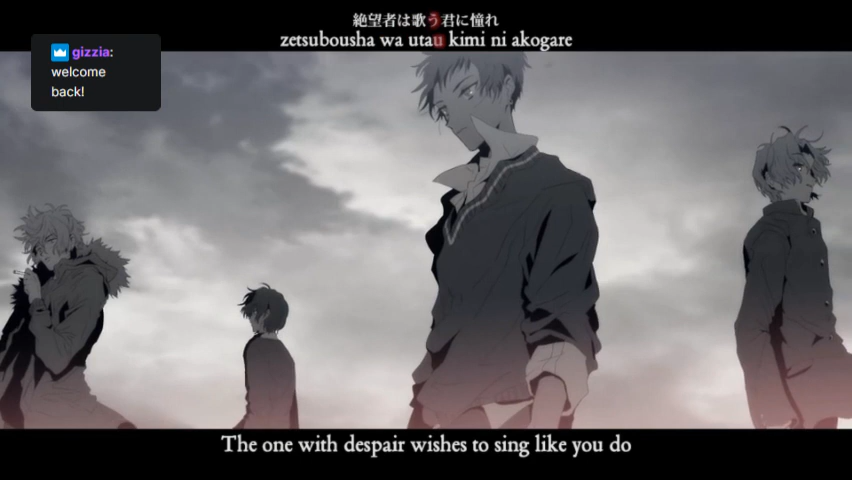 絶望者は歌う君に憧れ
zetsubousha wa utau kimi ni akogare
gizzia:
welcome
back!
The one with despair wishes to sing like you do